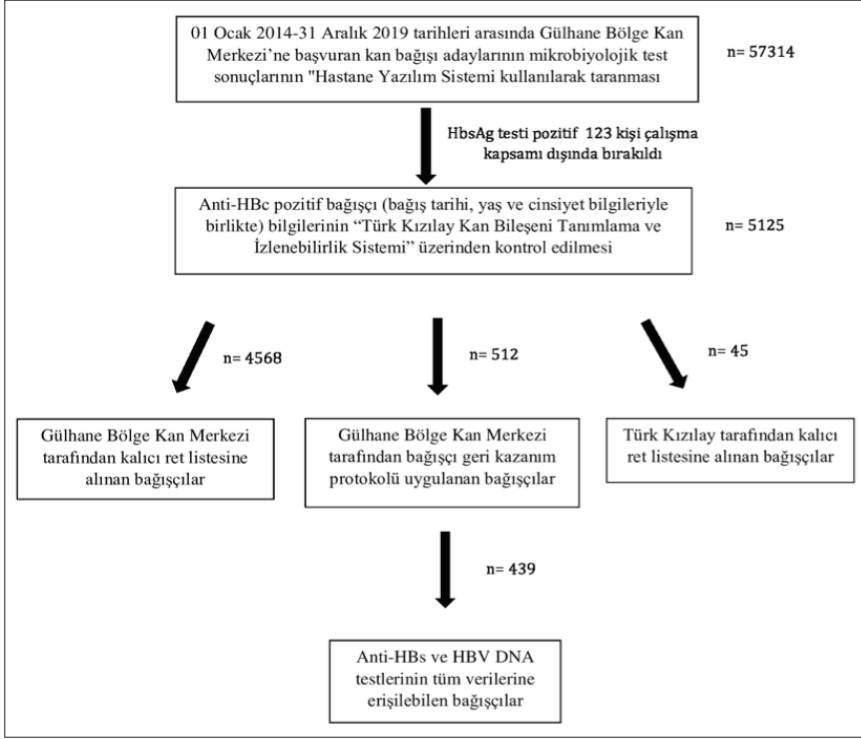 01 Ocak 2014-31 Aralık 2019 tarihleri arasında Gülhane Bölge Kan
Merkezi’ne başvuran kan bağışı adaylarının mikrobiyolojik test
sonuçlarının "Hastane Yazılım Sistemi kullanılarak taranması
n= 57314
HbsAg testi pozitif 123 kişi çalışma
kapsamı dışında bırakıldı
Anti-HBc pozitif bağışçı (bağış tarihi, yaş ve cinsiyet bilgileriyle
birlikte) bilgilerinin “Türk Kızılay Kan Bileşeni Tanımlama ve
İzlenebilirlik Sistemi” üzerinden kontrol edilmesi
n= 5125
n= 4568
n= 512
n= 45
Gülhane Bölge Kan Merkezi
tarafından kalıcı ret listesine
alınan bağışçılar
Gülhane Bölge Kan Merkezi
tarafından bağışçı geri kazanım
protokolü uygulanan bağışçılar
Türk Kızılay tarafından kalıcı
ret listesine alınan bağışçılar
n= 439
Anti-HBs ve HBV DNA
testlerinin tüm verilerine
erişilebilen bağışçılar